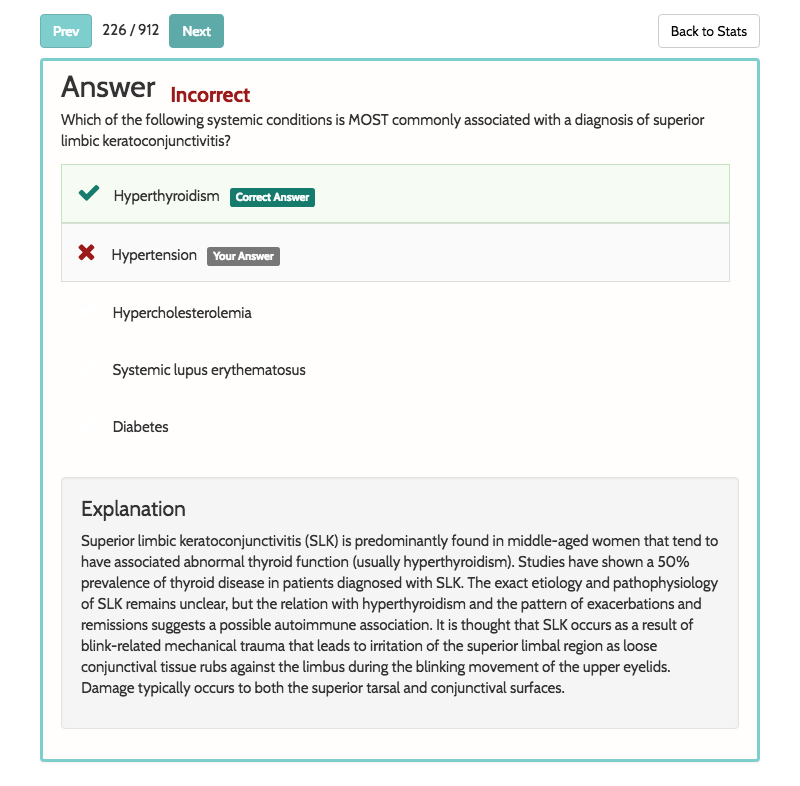 Prev 226 / 912 Next Back to Stats
Answer Incorrect
Which of the following systemic conditions is MOST commonly associated with a diagnosis of superior
limbic keratoconjunctivitis?
Hyperthyroidism Correct Answer
Hypertension Your Answer
Hypercholesterolemia
Systemic lupus erythematosus
Diabetes
Explanation
Superior limbic keratoconjunctivitis (SLK) is predominantly found in middle-aged women that tend to
have associated abnormal thyroid function (usually hyperthyroidism). Studies have shown a 50%
prevalence of thyroid disease in patients diagnosed with SLK. The exact etiology and pathophysiology
of SLK remains unclear, but the relation with hyperthyroidism and the pattern of exacerbations and
remissions suggests a possible autoimmune association. It is thought that SLK occurs as a result of
blink-related mechanical trauma that leads to irritation of the superior limbal region as loose
conjunctival tissue rubs against the limbus during the blinking movement of the upper eyelids.
Damage typically occurs to both the superior tarsal and conjunctival surfaces.